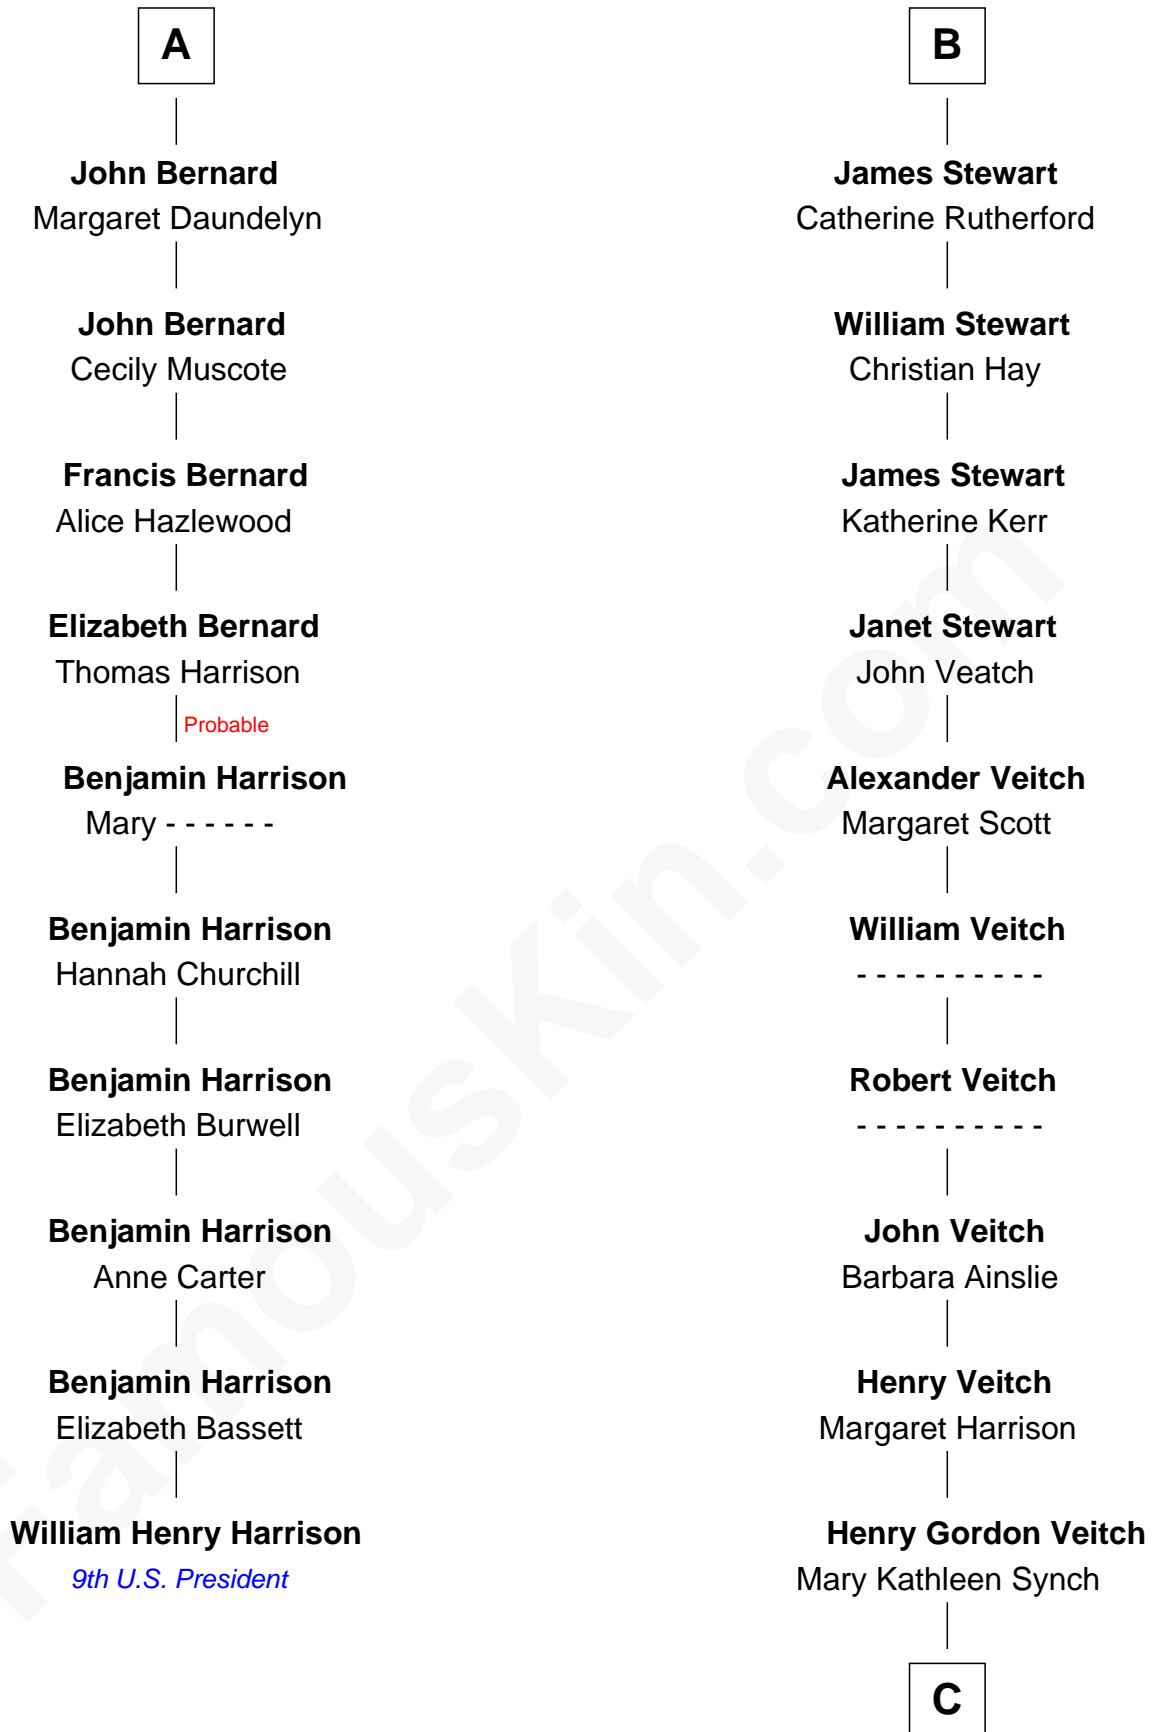 A
John Bernard
Margaret Daundelyn
John Bernard
Cecily Muscote
Francis Bernard
Alice Hazlewood
Elizabeth Bernard
Thomas Harrison
Probable
Benjamin Harrison
Mary - - - - - -
Benjamin Harrison
Hannah Churchill
Benjamin Harrison
Elizabeth Burwell
Benjamin Harrison
Anne Carter
Benjamin Harrison
Elizabeth Bassett
William Henry Harrison
9th U.S. President
B
James Stewart
Catherine Rutherford
William Stewart
Christian Hay
James Stewart
Katherine Kerr
Janet Stewart
John Veatch
Alexander Veitch
Margaret Scott
William Veitch
- - - - - - - - - -
Robert Veitch
- - - - - - - - - -
John Veitch
Barbara Ainslie
Henry Veitch
Margaret Harrison
Henry Gordon Veitch
Mary Kathleen Synch
C
FamousKin.com